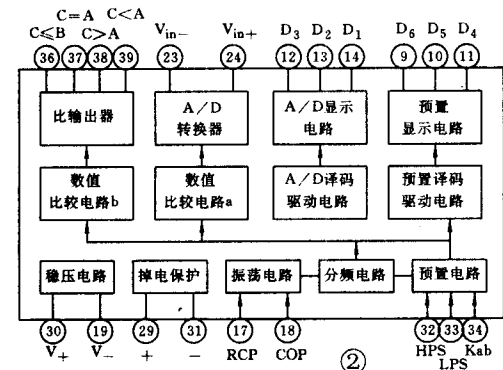 C=A C<A
C≤B C>A Vin- Vin+ D3 D2 D1 D6 D5 D4
36 37 38 39 23 24 12 13 14 9 10 11
比输出器
A/D
转换器
A/D显示
电路
预置
显示电路
数值
比较电路b
数值
比较电路a
A/D译码
驱动电路
预置译码
驱动电路
稳压电路
掉电保护
振荡电路
分频电路
预置电路
30 19 29 31 17 18 32 33 34
V+ V- + - RCP COP HPS LPS Kab
②